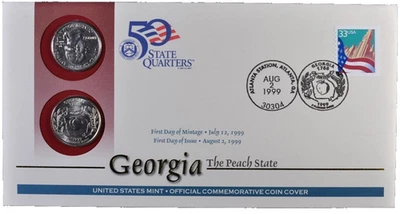 50
STATE
QUARTERS
33USA
ATLANTA STATION, ATLANTA, GA
AUG
2
1999
30304
GEORGIA
1788
1999
First Day of Mintage • July 12, 1999
First Day of Issue • August 2, 1999
Georgia The Peach State
UNITED STATES MINT • OFFICIAL COMMEMORATIVE COIN COVER